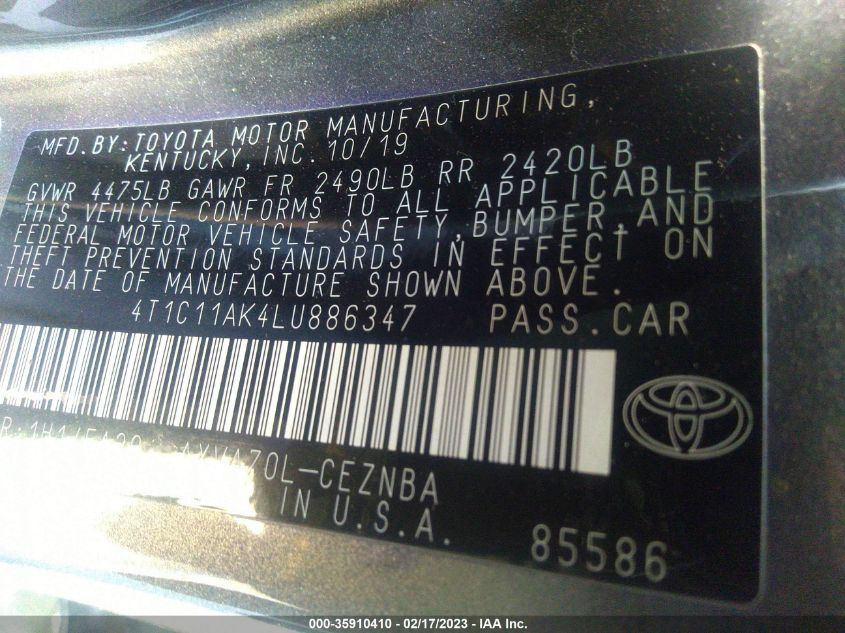 MFD.BY:TOYOTA MOTOR MANUFACTURING,
KENTUCKY,INC. 10/19
GVWR 4475LB GAWR FR 2490LB RR 2420LB
THIS VEHICLE CONFORMS TO ALL APPLICABLE
FEDERAL MOTOR VEHICLE SAFETY,BUMPER,AND
THEFT PREVENTION STANDARDS IN EFFECT ON
THE DATE OF MANUFACTURE SHOWN ABOVE.
4T1C11AK4LU886347 PASS.CAR
70L-CEZNBA
IN U.S.A.
85586
000-35910410 — 02/17/2023 — IAA Inc.